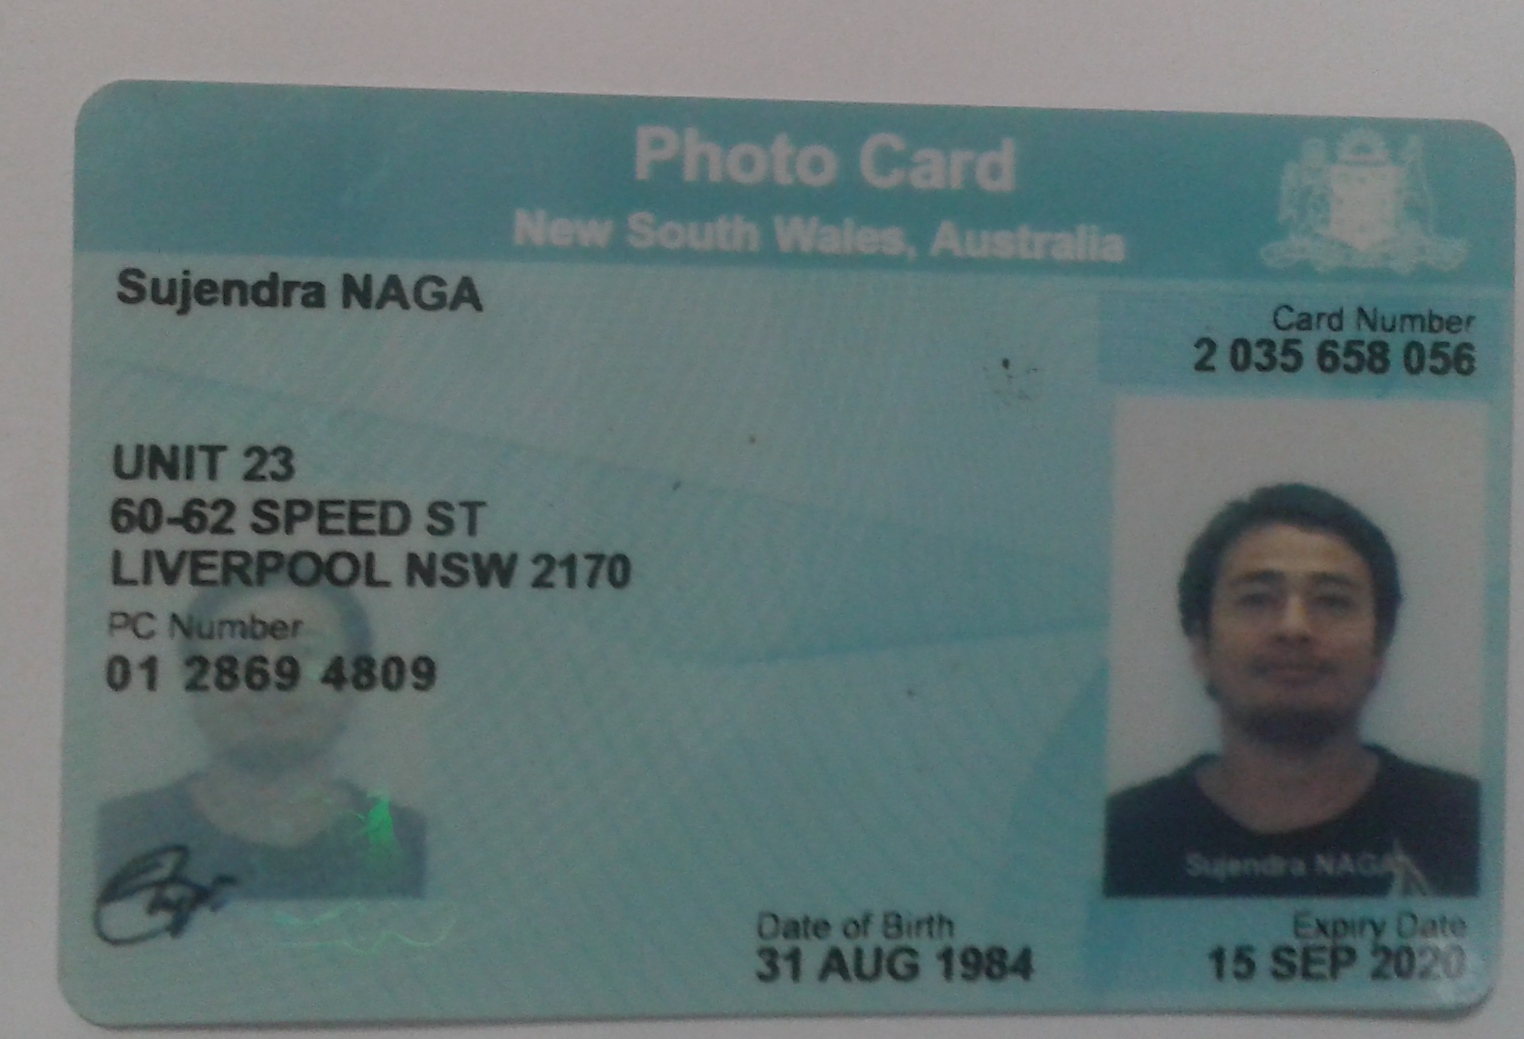 Photo Card
New South Wales, Australia
Sujendra NAGA
Card Number
2 035 658 056
UNIT 23
60-62 SPEED ST
LIVERPOOL NSW 2170
PC Number
01 2869 4809
Sujendra NAGA
Date of Birth
31 AUG 1984
Expiry Date
15 SEP 2020